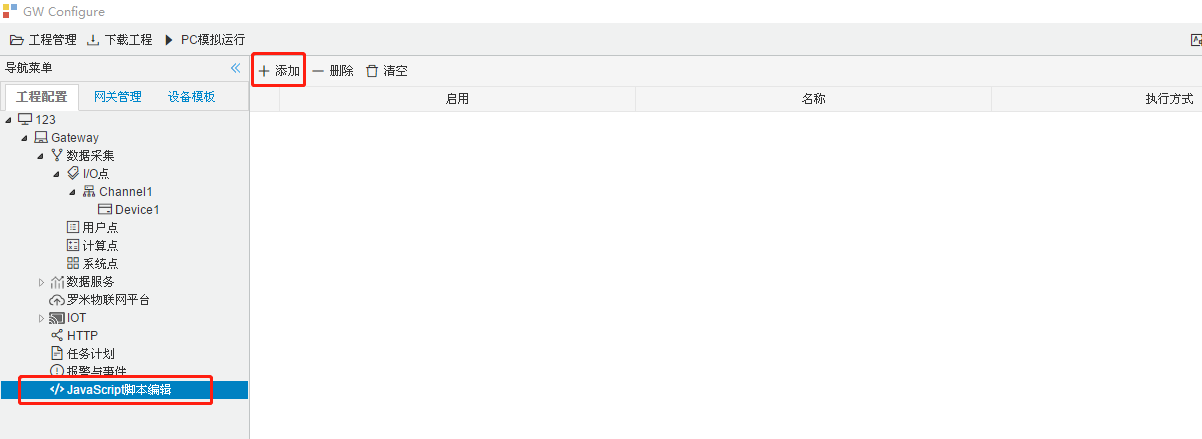 GW Configure
工程管理 下载工程 PC模拟运行
导航菜单
添加 删除 清空
工程配置 网关管理 设备模板
启用 名称 执行方式
123
Gateway
数据采集
I/O点
Channel1
Device1
用户点
计算点
系统点
数据服务
罗米物联网平台
IOT
HTTP
任务计划
报警与事件
JavaScript脚本编辑